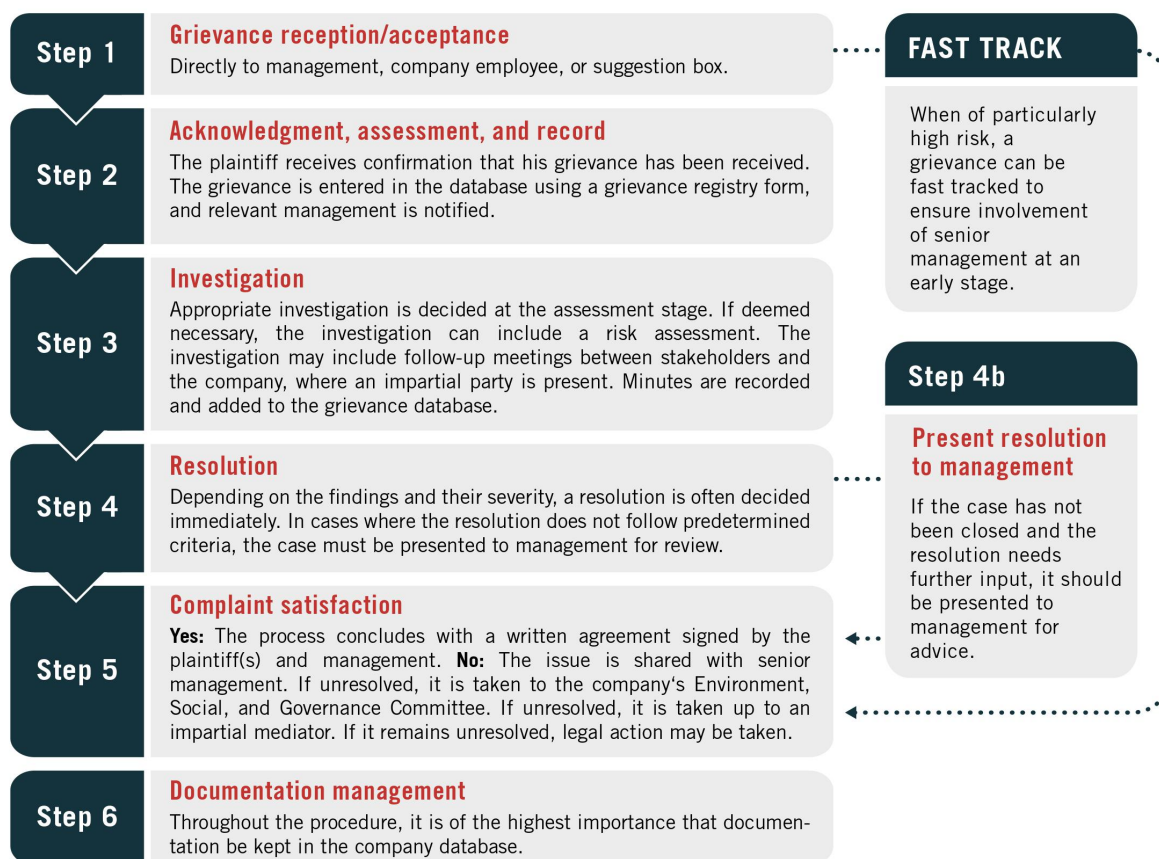 Step 1
Grievance reception/acceptance
Directly to management, company employee, or suggestion box.
FAST TRACK
When of particularly
high risk, a
grievance can be
fast tracked to
ensure involvement
of senior
management at an
early stage.
Step 2
Acknowledgment, assessment, and record
The plaintiff receives confirmation that his grievance has been received.
The grievance is entered in the database using a grievance registry form,
and relevant management is notified.
Step 3
Investigation
Appropriate investigation is decided at the assessment stage. If deemed
necessary, the investigation can include a risk assessment. The
investigation may include follow-up meetings between stakeholders and
the company, where an impartial party is present. Minutes are recorded
and added to the grievance database.
Step 4
Resolution
Depending on the findings and their severity, a resolution is often decided
immediately. In cases where the resolution does not follow predetermined
criteria, the case must be presented to management for review.
Step 4b
Present resolution
to management
If the case has not
been closed and the
resolution needs
further input, it should
be presented to
management for
advice.
Step 5
Complaint satisfaction
Yes: The process concludes with a written agreement signed by the
plaintiff(s) and management. No: The issue is shared with senior
management. If unresolved, it is taken to the company‘s Environment,
Social, and Governance Committee. If unresolved, it is taken up to an
impartial mediator. If it remains unresolved, legal action may be taken.
Step 6
Documentation management
Throughout the procedure, it is of the highest importance that documen-
tation be kept in the company database.